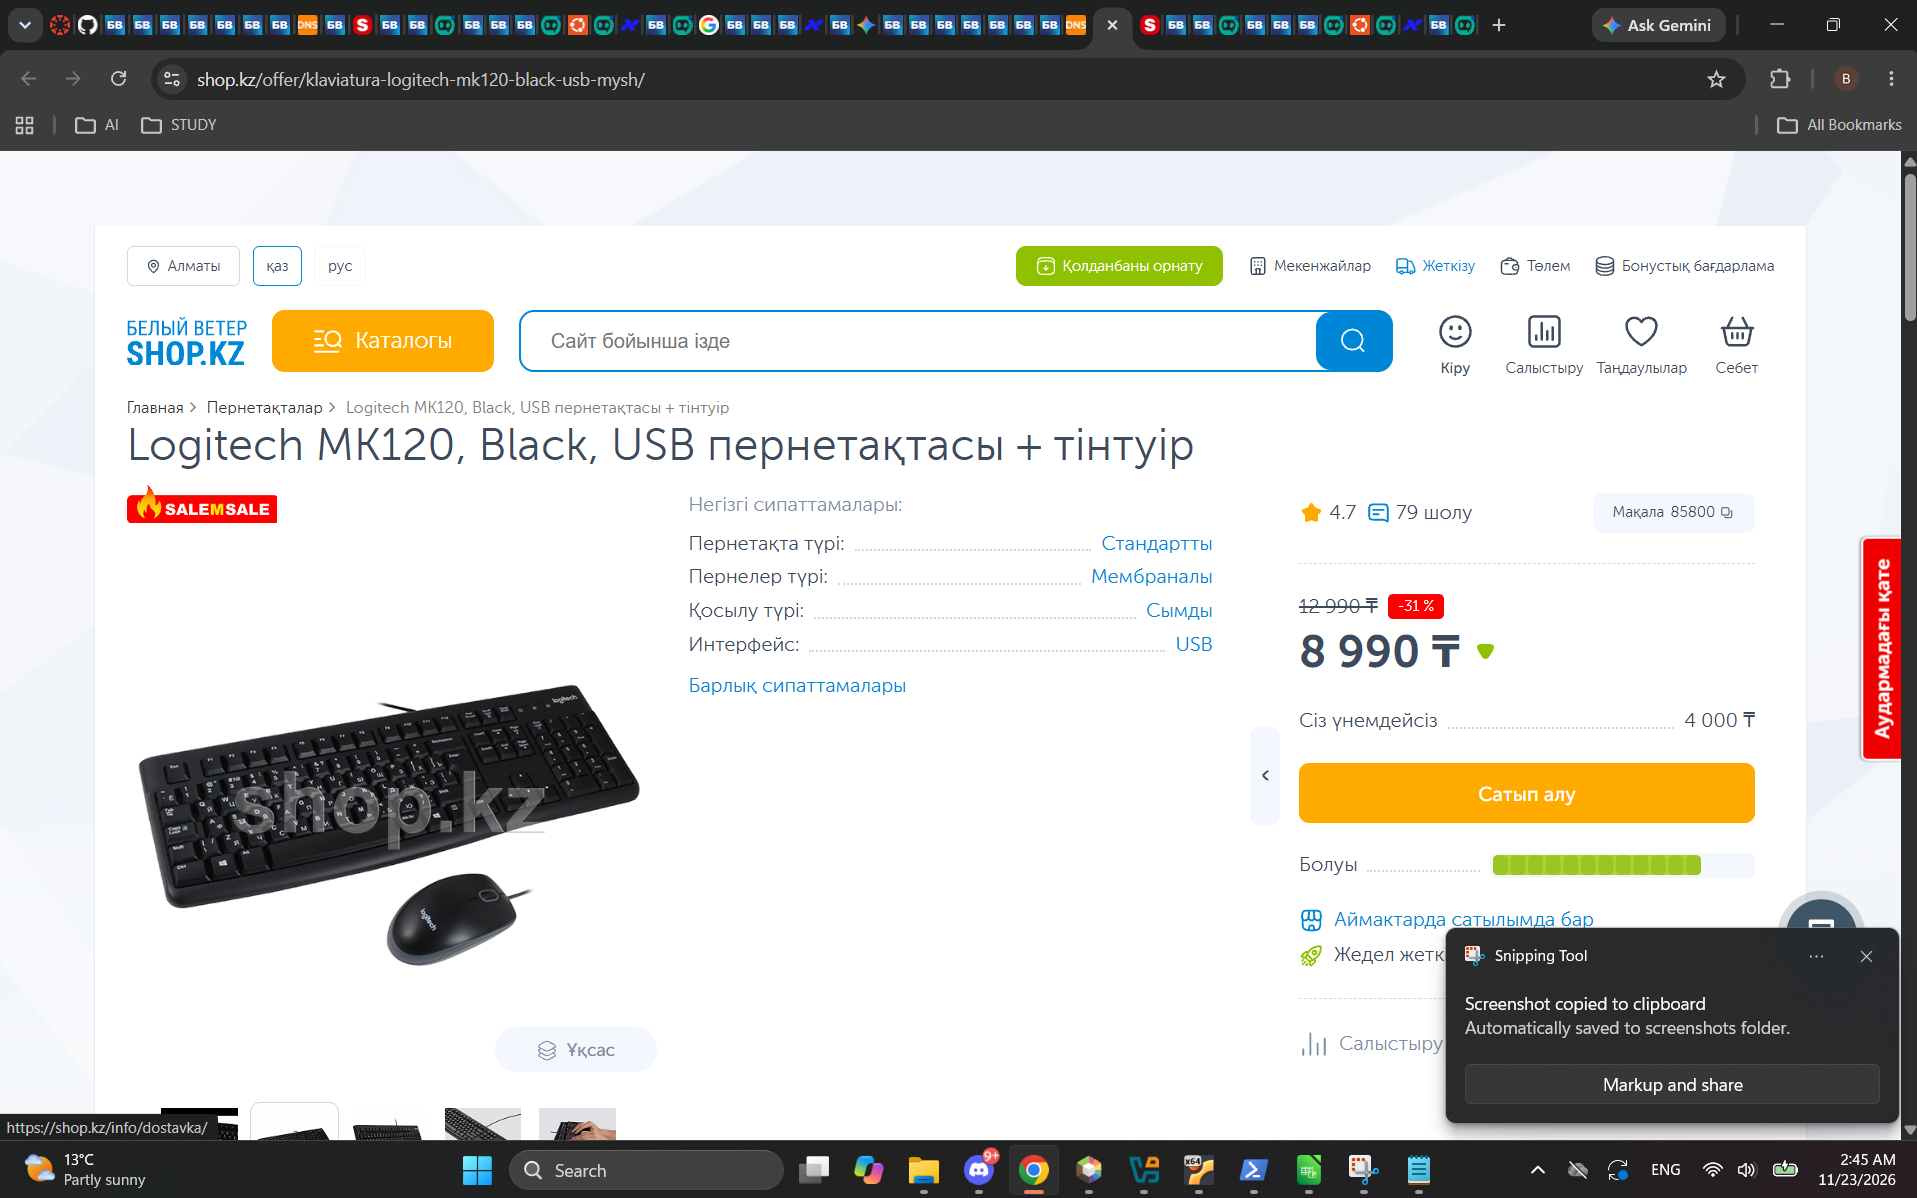 Ask Gemini
shop.kz/offer/klaviatura-logitech-mk120-black-usb-mysh/
B
AI
STUDY
All Bookmarks
Алматы
қаз
рус
Қолданбаны орнату
Мекенжайлар
Жеткізу
Төлем
Бонустық бағдарлама
БЕЛЫЙ ВЕТЕР
SHOP.KZ
Каталогы
Сайт бойынша ізде
Кіру
Салыстыру
Таңдаулылар
Себет
Главная > Пернетақталар > Logitech MK120, Black, USB пернетақтасы + тінтуір
Logitech MK120, Black, USB пернетақтасы + тінтуір
SALEMSALE
Негізгі сипаттамалары:
Пернетақта түрі: Стандартты
Пернелер түрі: Мембраналы
Қосылу түрі: Сымды
Интерфейс: USB
Барлық сипаттамалары
4.7 79 шолу
Мақала 85800
12 990 ₸ -31 %
8 990 ₸
Сіз үнемдейсіз 4 000 ₸
Сатып алу
Болуы
Аймактарда сатылымда бар
Жедел жетк
Салыстыру
Аудармадағы қате
shop.kz
logitech
Logitech
Ұқсас
Snipping Tool
Screenshot copied to clipboard
Automatically saved to screenshots folder.
Markup and share
https://shop.kz/info/dostavka/
13°C
Partly sunny
Search
9+
X64
ENG
2:45 AM
11/23/2026